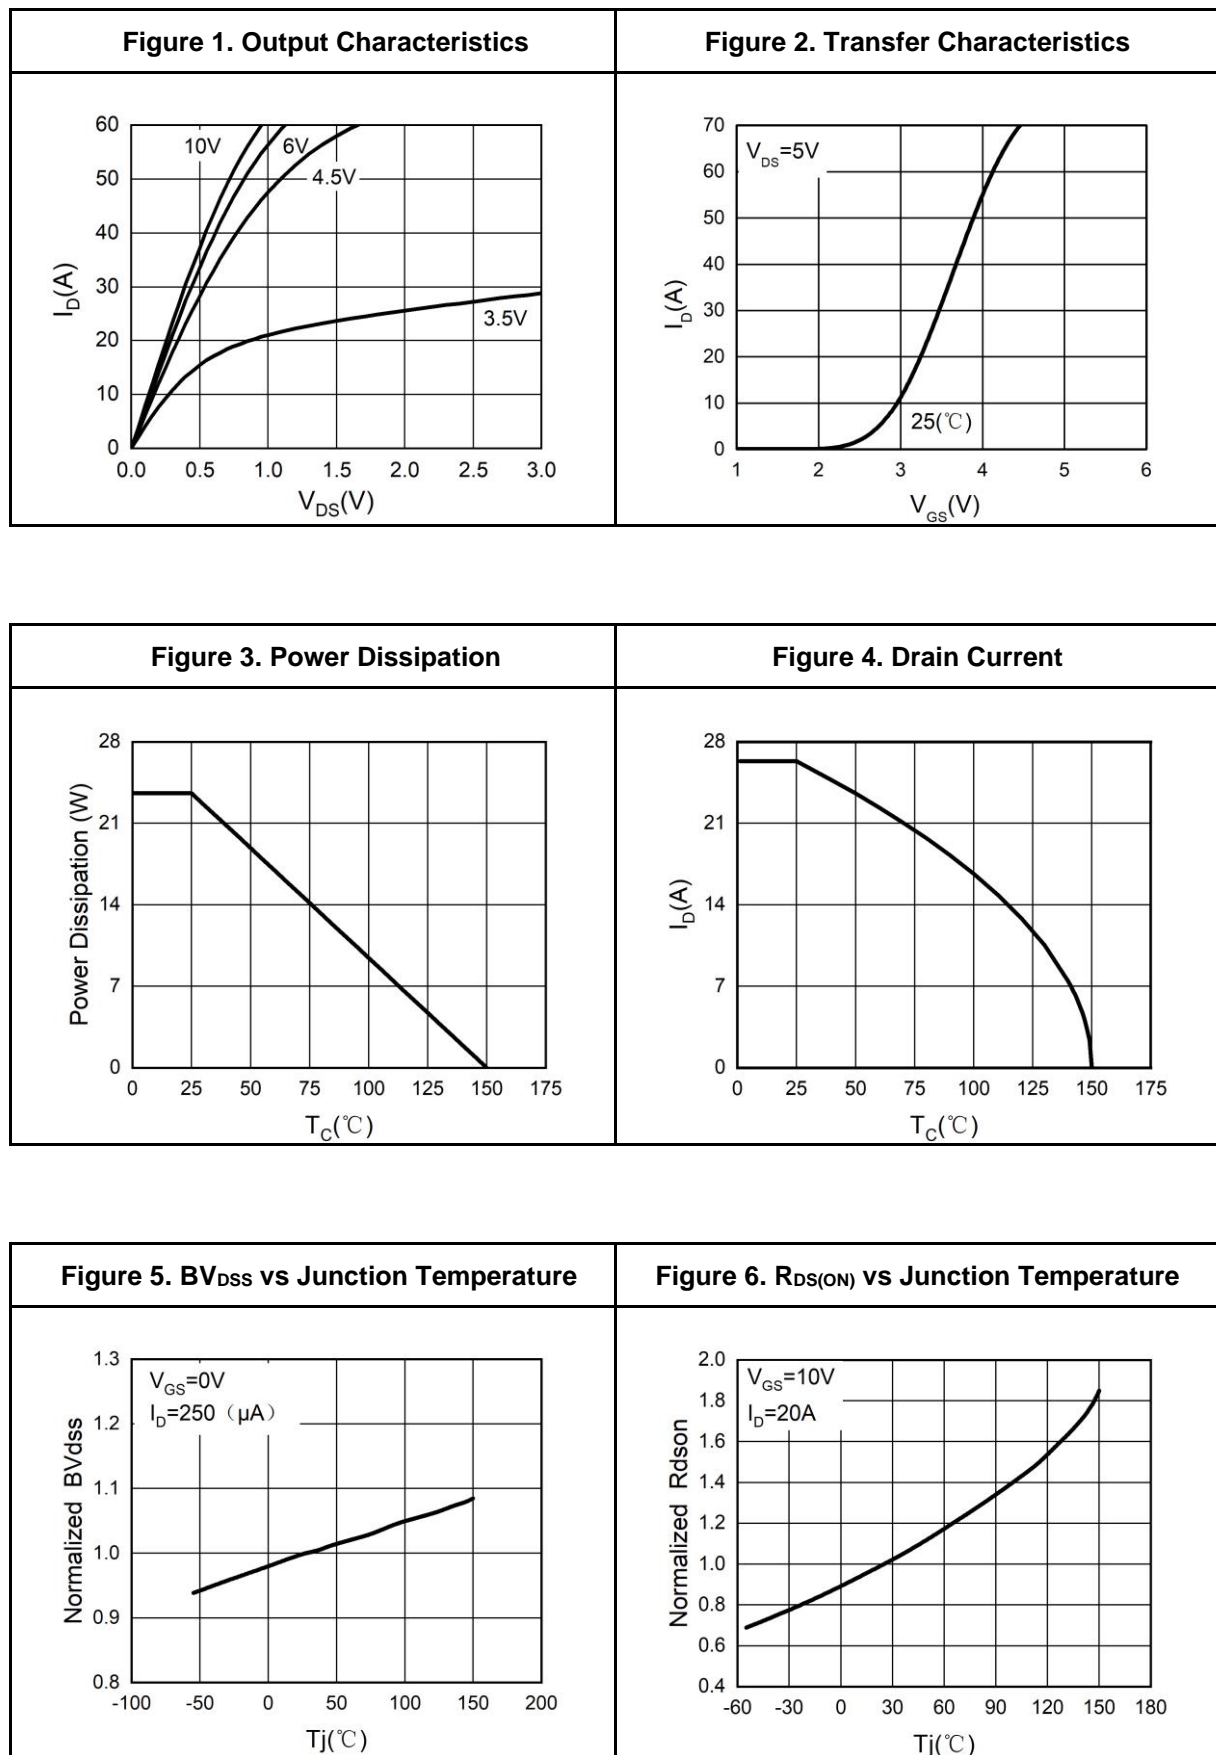 Figure 1. Output Characteristics
Figure 2. Transfer Characteristics
60
50
40
30
20
10
0
10V
6V
4.5V
3.5V
I_D(A)
0.0 0.5 1.0 1.5 2.0 2.5 3.0
V_DS(V)
70
60
50
40
30
20
10
0
V_DS=5V
25(℃)
I_D(A)
1 2 3 4 5 6
V_GS(V)
Figure 3. Power Dissipation
Figure 4. Drain Current
28
21
14
7
0
Power Dissipation (W)
0 25 50 75 100 125 150 175
T_C(℃)
28
21
14
7
0
I_D(A)
0 25 50 75 100 125 150 175
T_C(℃)
Figure 5. BV_DSS vs Junction Temperature
Figure 6. R_DS(ON) vs Junction Temperature
1.3
1.2
1.1
1.0
0.9
0.8
V_GS=0V
I_D=250（μA）
Normalized BVdss
-100 -50 0 50 100 150 200
Tj(℃)
2.0
1.8
1.6
1.4
1.2
1.0
0.8
0.6
0.4
V_GS=10V
I_D=20A
Normalized Rdson
-60 -30 0 30 60 90 120 150 180
Tj(℃)